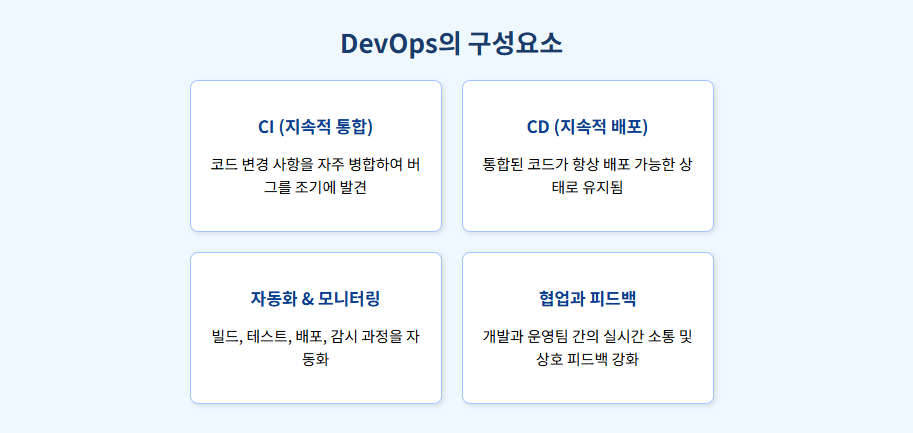 DevOps의 구성요소
CI (지속적 통합)
코드 변경 사항을 자주 병합하여 버
그를 조기에 발견
CD (지속적 배포)
통합된 코드가 항상 배포 가능한 상
태로 유지됨
자동화 & 모니터링
빌드, 테스트, 배포, 감시 과정을 자
동화
협업과 피드백
개발과 운영팀 간의 실시간 소통 및
상호 피드백 강화